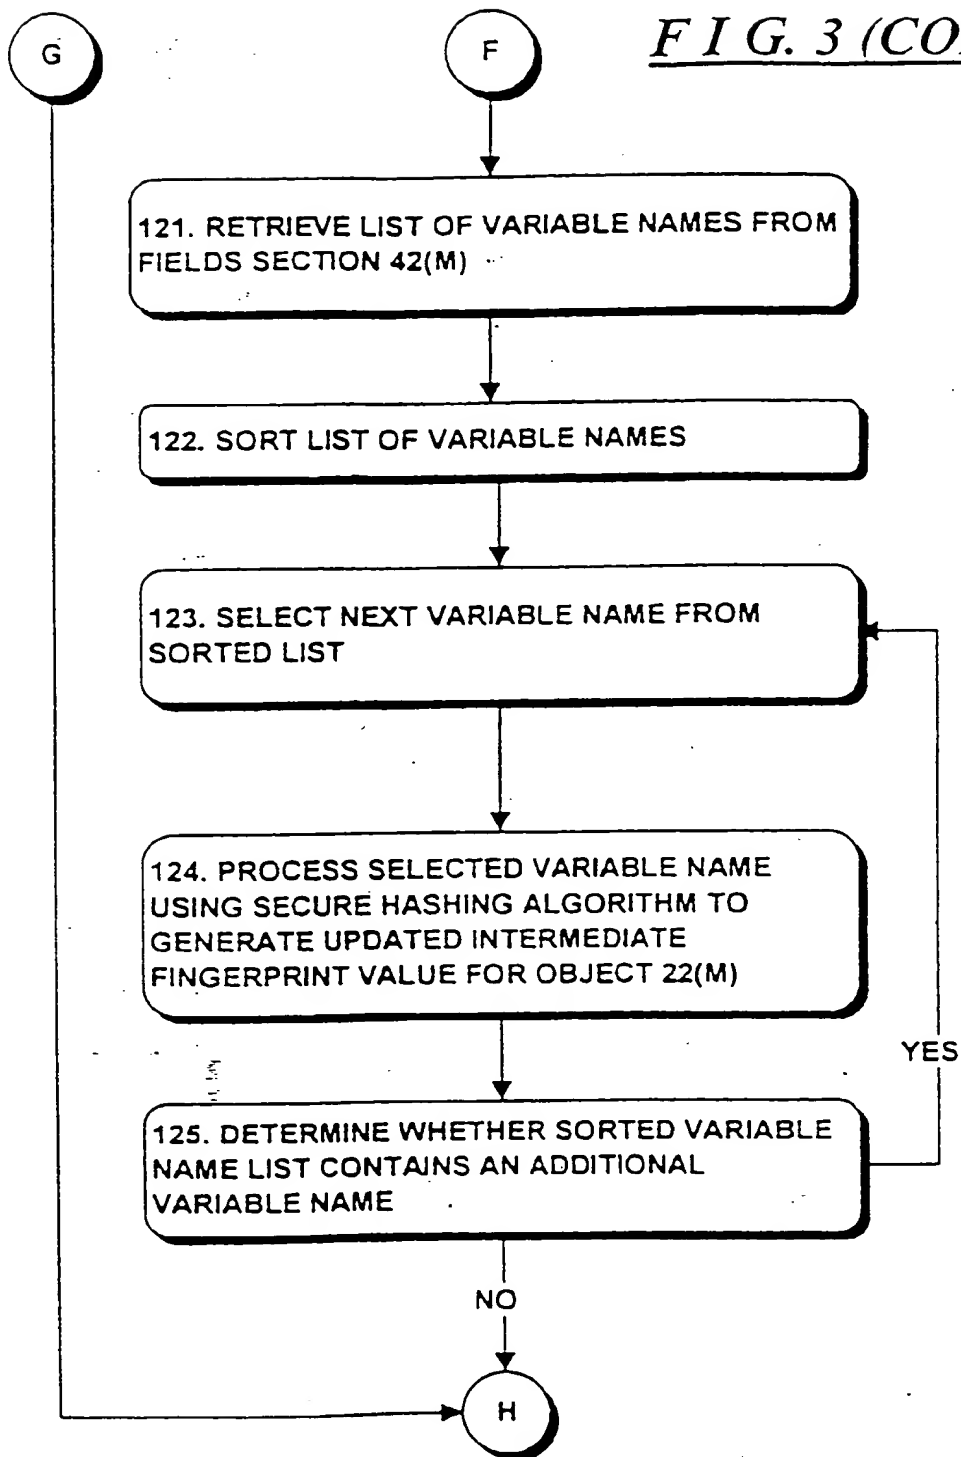 G
F
F I G. 3 (CO
121. RETRIEVE LIST OF VARIABLE NAMES FROM
FIELDS SECTION 42(M)
122. SORT LIST OF VARIABLE NAMES
123. SELECT NEXT VARIABLE NAME FROM
SORTED LIST
124. PROCESS SELECTED VARIABLE NAME
USING SECURE HASHING ALGORITHM TO
GENERATE UPDATED INTERMEDIATE
FINGERPRINT VALUE FOR OBJECT 22(M)
YES
125. DETERMINE WHETHER SORTED VARIABLE
NAME LIST CONTAINS AN ADDITIONAL
VARIABLE NAME
NO
H